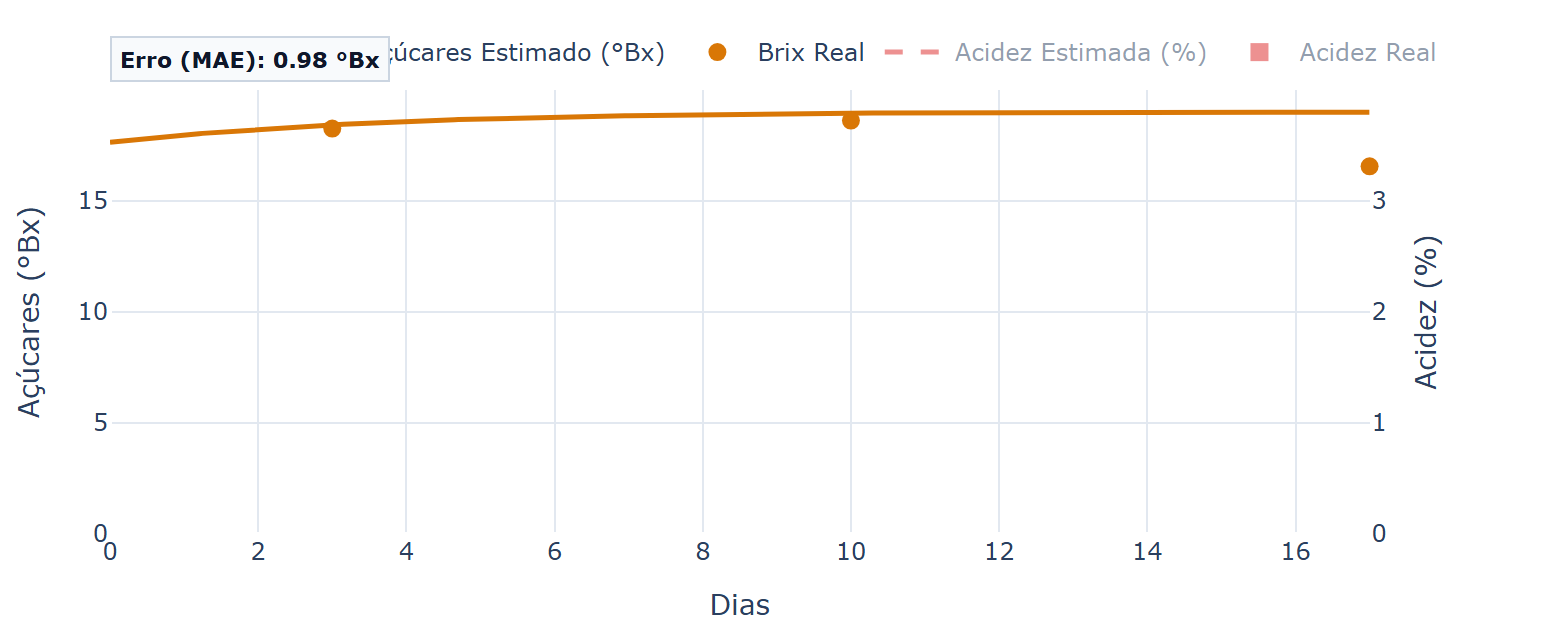 Erro (MAE): 0.98 °Bx
çúcares Estimado (°Bx)
Brix Real
Acidez Estimada (%)
Acidez Real
15
10
5
0
Açúcares (°Bx)
3
2
1
0
Acidez (%)
0 2 4 6 8 10 12 14 16
Dias